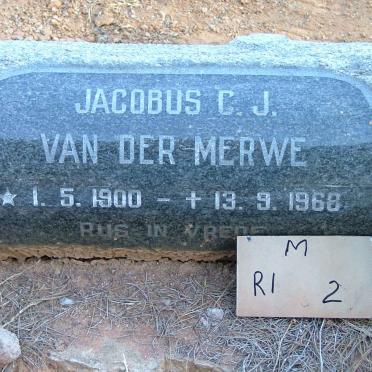 JACOBUS C. J.
VAN DER MERWE
★ 1. 5. 1900 - + 13. 9. 1968
RUS IN VREDE
M
R1 2